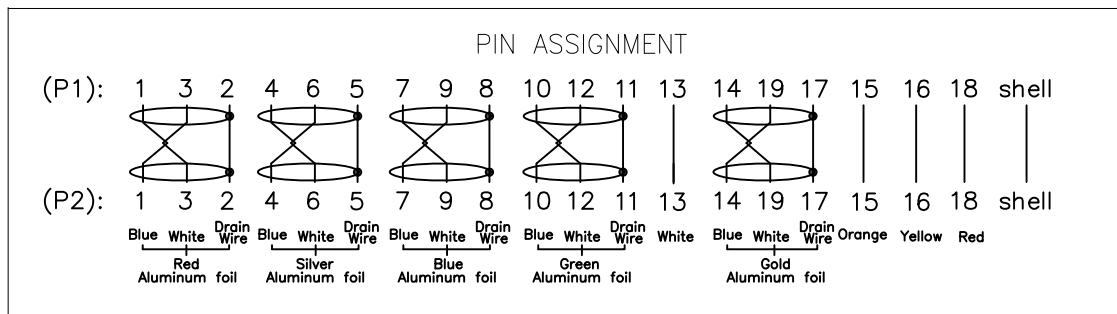 PIN ASSIGNMENT
(P1): 1 3 2 4 6 5 7 9 8 10 12 11 13 14 19 17 15 16 18 shell
(P2): 1 3 2 4 6 5 7 9 8 10 12 11 13 14 19 17 15 16 18 shell
Blue White Drain Wire Blue White Drain Wire Blue White Drain Wire Blue White Drain Wire White Blue White Drain Wire Orange Yellow Red
Red Silver Blue Green Gold
Aluminum foil Aluminum foil Aluminum foil Aluminum foil Aluminum foil